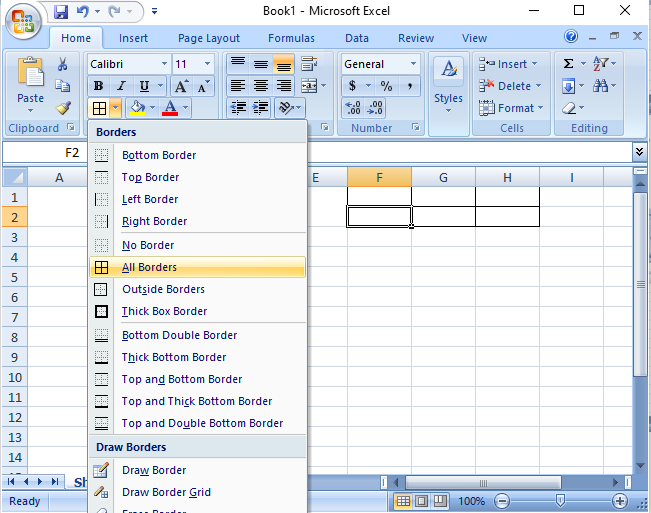 Book1 - Microsoft Excel
Home Insert Page Layout Formulas Data Review View
Paste
Clipboard
Calibri 11
B I U A A
A
General
$ % ,
.0 .00 .00 .0
Number
A
Styles
Insert
Delete
Format
Cells
Σ
Editing
F2
A E F G H I
1
2
3
4
5
6
7
8
9
10
11
12
13
14
Borders
Bottom Border
Top Border
Left Border
Right Border
No Border
All Borders
Outside Borders
Thick Box Border
Bottom Double Border
Thick Bottom Border
Top and Bottom Border
Top and Thick Bottom Border
Top and Double Bottom Border
Draw Borders
Draw Border
Draw Border Grid
Ready
100%